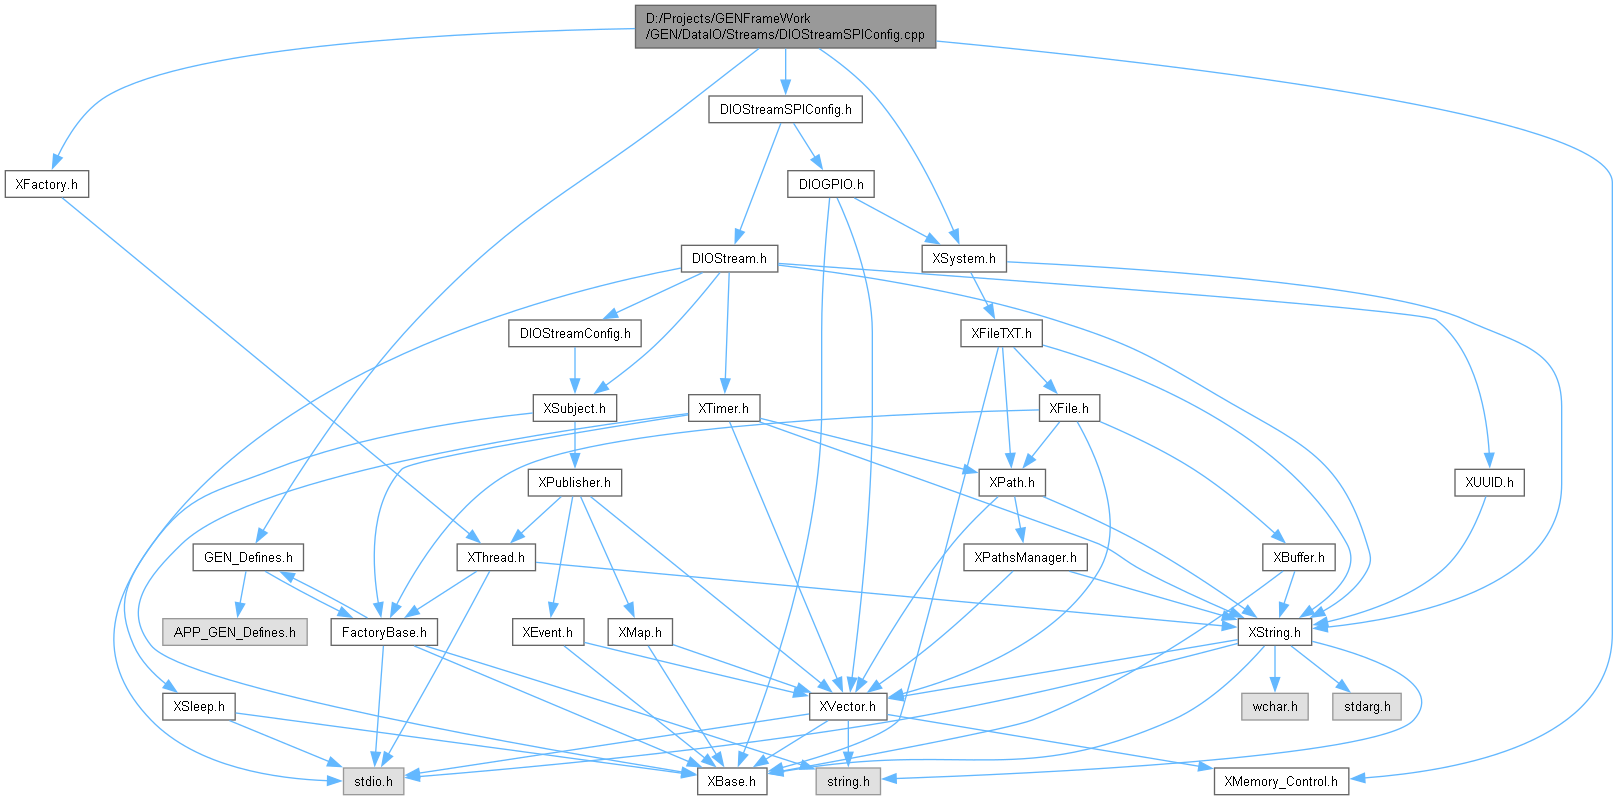 D:/Projects/GENFrameWork
/GEN/DataIO/Streams/DIOStreamSPIConfig.cpp
DIOStreamSPIConfig.h
XFactory.h
DIOGPIO.h
DIOStream.h
XSystem.h
DIOStreamConfig.h
XFileTXT.h
XSubject.h
XTimer.h
XFile.h
XPublisher.h
XPath.h
XUUID.h
GEN_Defines.h
XThread.h
XPathsManager.h
XBuffer.h
APP_GEN_Defines.h
FactoryBase.h
XEvent.h
XMap.h
XString.h
XSleep.h
XVector.h
wchar.h
stdarg.h
stdio.h
XBase.h
string.h
XMemory_Control.h